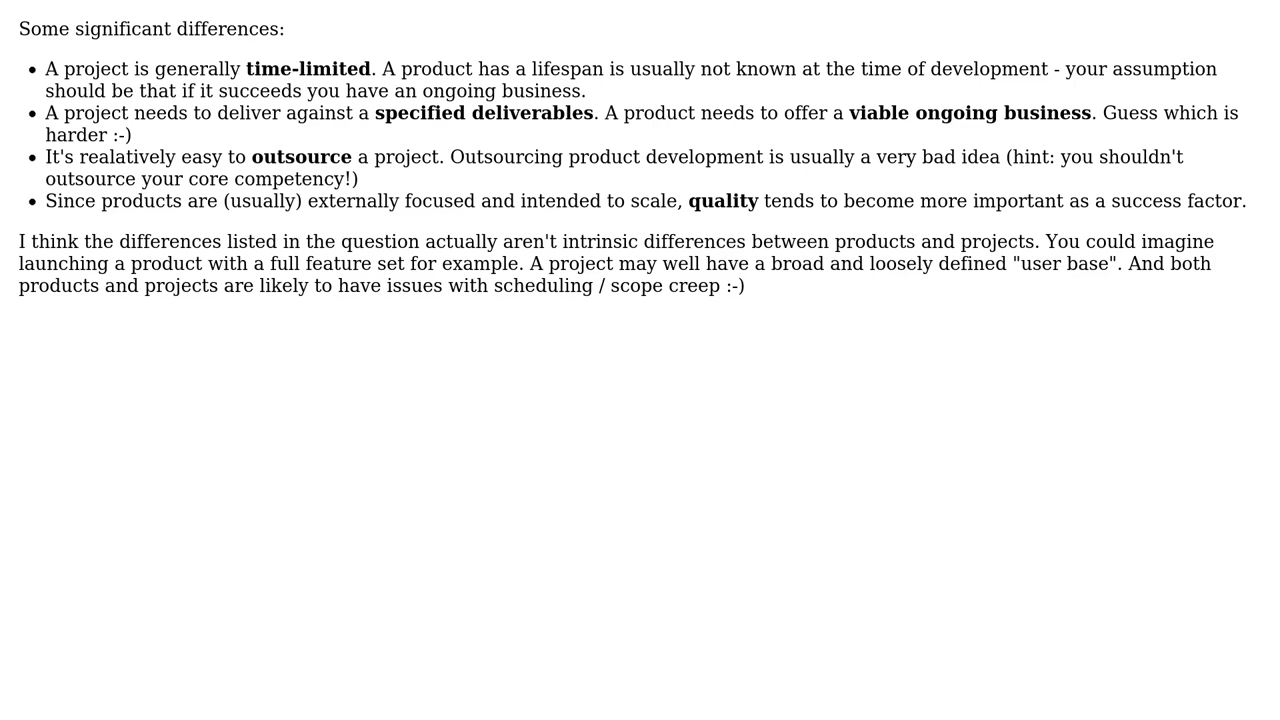 Some significant differences:
• A project is generally time-limited. A product has a lifespan is usually not known at the time of development - your assumption
should be that if it succeeds you have an ongoing business.
• A project needs to deliver against a specified deliverables. A product needs to offer a viable ongoing business. Guess which is
harder :-)
• It's realatively easy to outsource a project. Outsourcing product development is usually a very bad idea (hint: you shouldn't
outsource your core competency!)
• Since products are (usually) externally focused and intended to scale, quality tends to become more important as a success factor.
I think the differences listed in the question actually aren't intrinsic differences between products and projects. You could imagine
launching a product with a full feature set for example. A project may well have a broad and loosely defined "user base". And both
products and projects are likely to have issues with scheduling / scope creep :-)